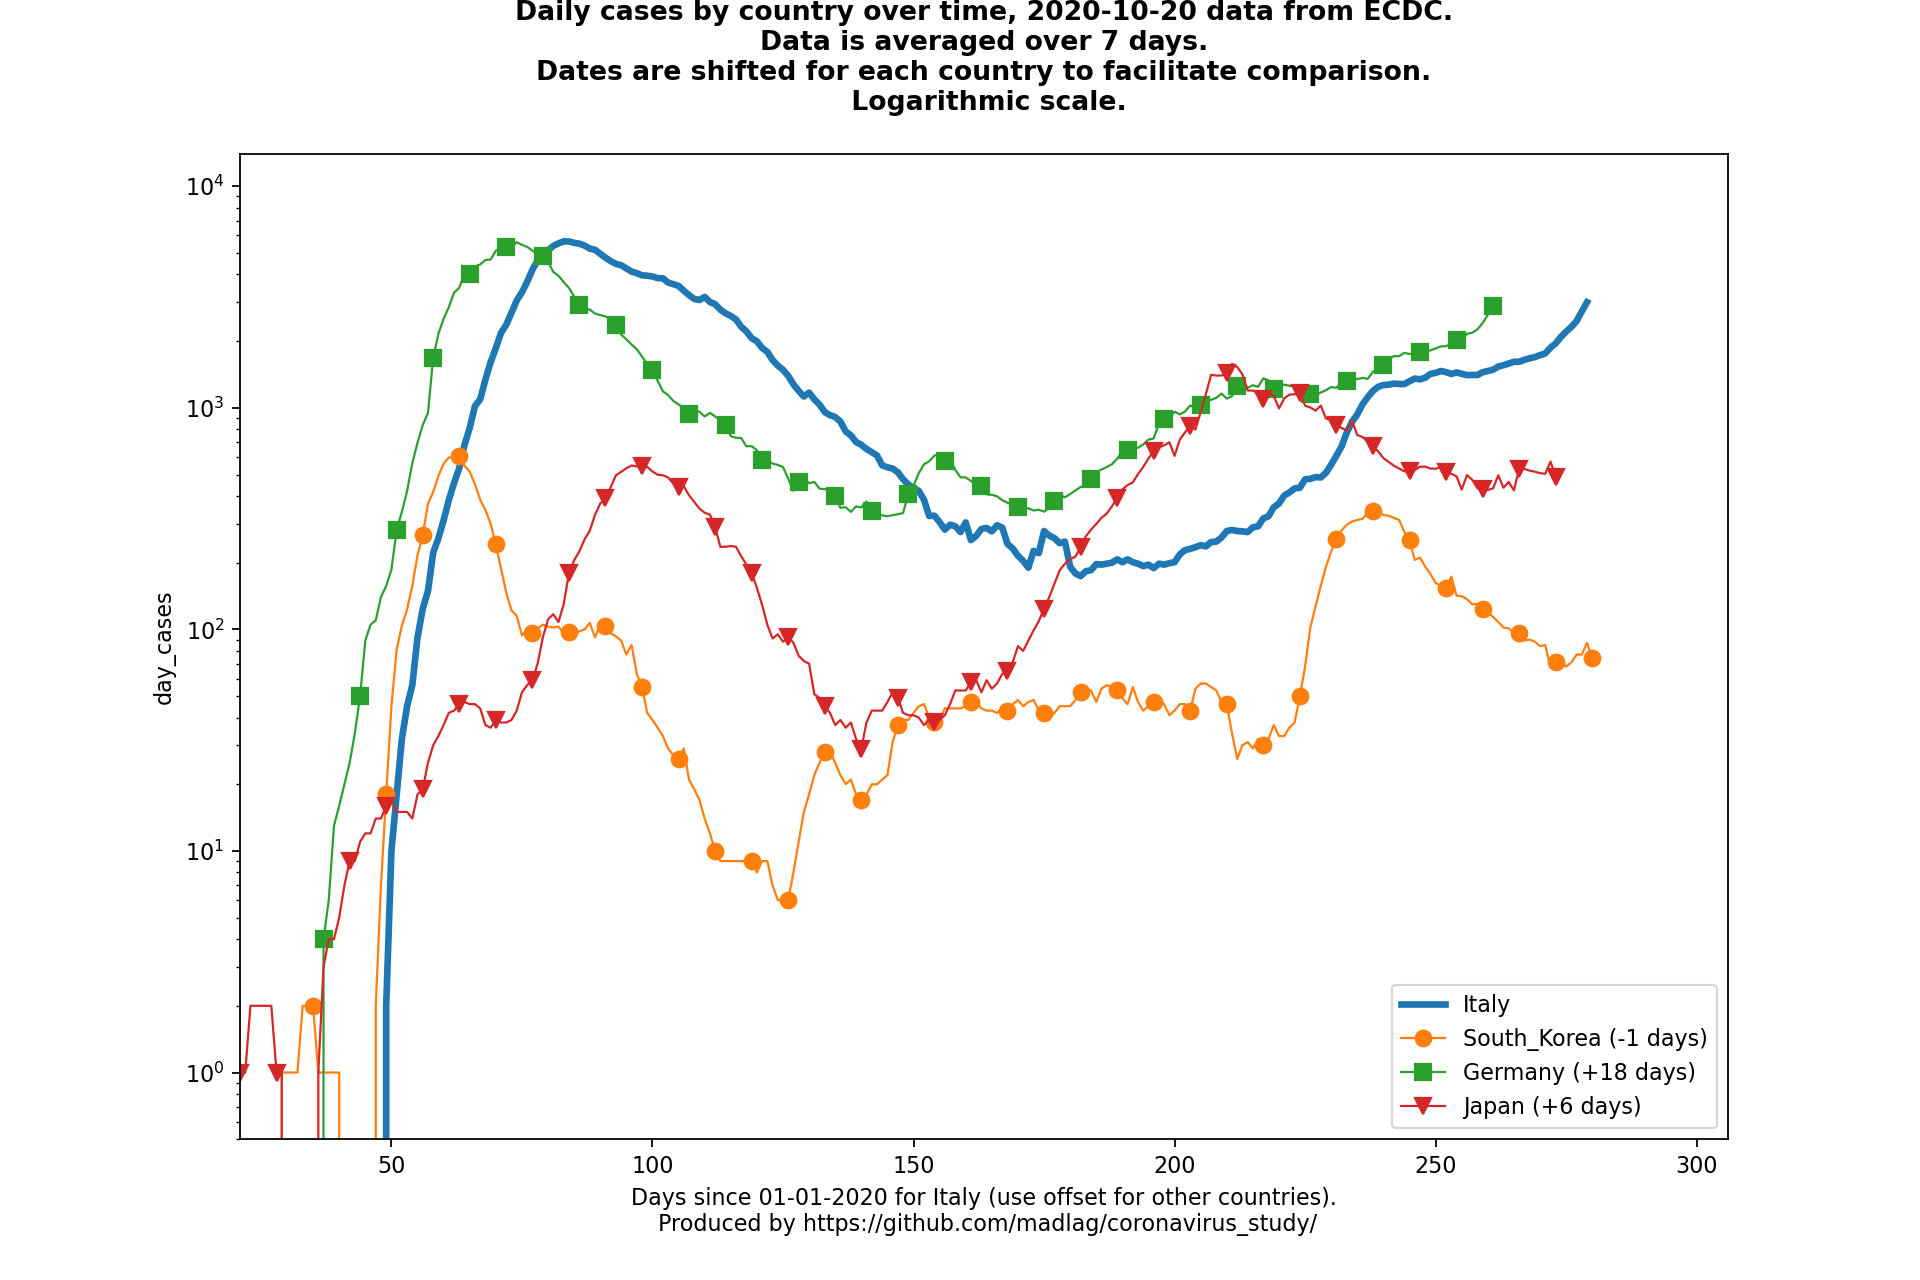 Daily cases by country over time, 2020-10-20 data from ECDC.
Data is averaged over 7 days.
Dates are shifted for each country to facilitate comparison.
Logarithmic scale.
10^4
10^3
10^2
10^1
10^0
day_cases
50 100 150 200 250 300
Days since 01-01-2020 for Italy (use offset for other countries).
Produced by https://github.com/madlag/coronavirus_study/
Italy
South_Korea (-1 days)
Germany (+18 days)
Japan (+6 days)